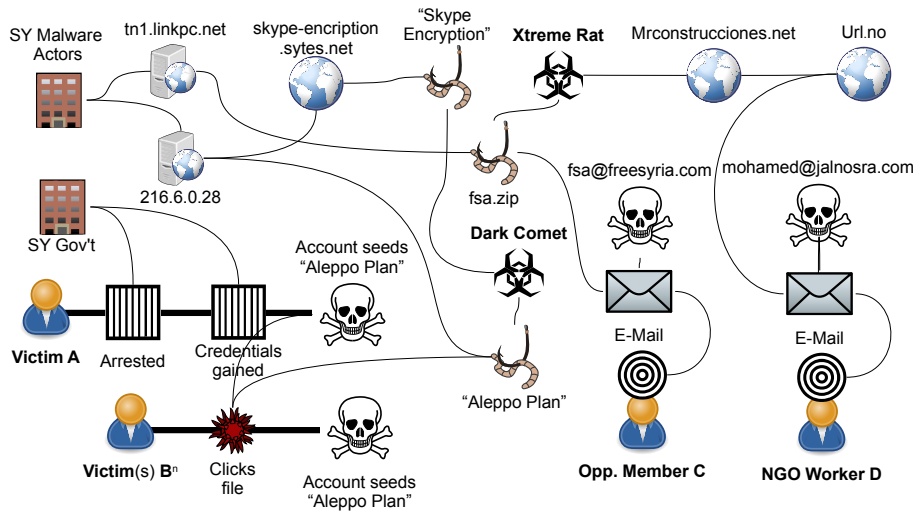 SY Malware
Actors
tn1.linkpc.net
skype-encription
.sytes.net
“Skype
Encryption”
Xtreme Rat
Mrconstrucciones.net
Url.no
216.6.0.28
fsa.zip
fsa@freesyria.com
mohamed@jalnosra.com
SY Gov't
Dark Comet
Account seeds
“Aleppo Plan”
Victim A
Arrested
Credentials
gained
E-Mail
E-Mail
“Aleppo Plan”
Victim(s) Bⁿ
Clicks
file
Account seeds
“Aleppo Plan”
Opp. Member C
NGO Worker D